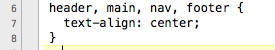 6 header, main, nav, footer {
7   text-align: center;
8 }